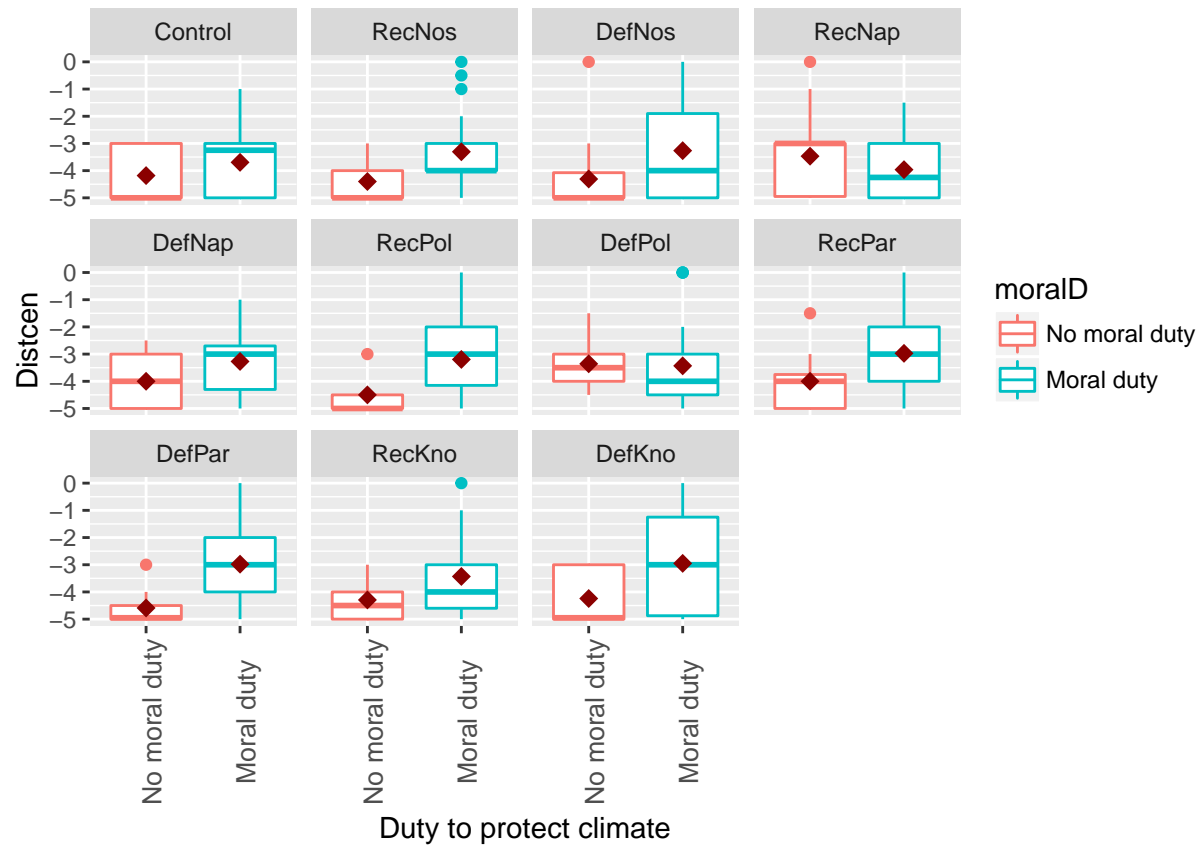 Control RecNos DefNos RecNap
0
−1
−2
−3
−4
−5
DefNap RecPol DefPol RecPar
0
−1
−2
−3
−4
−5
DefPar RecKno DefKno
0
−1
−2
−3
−4
−5
Distcen
No moral duty
Moral duty
No moral duty
Moral duty
No moral duty
Moral duty
Duty to protect climate
moralD
No moral duty
Moral duty